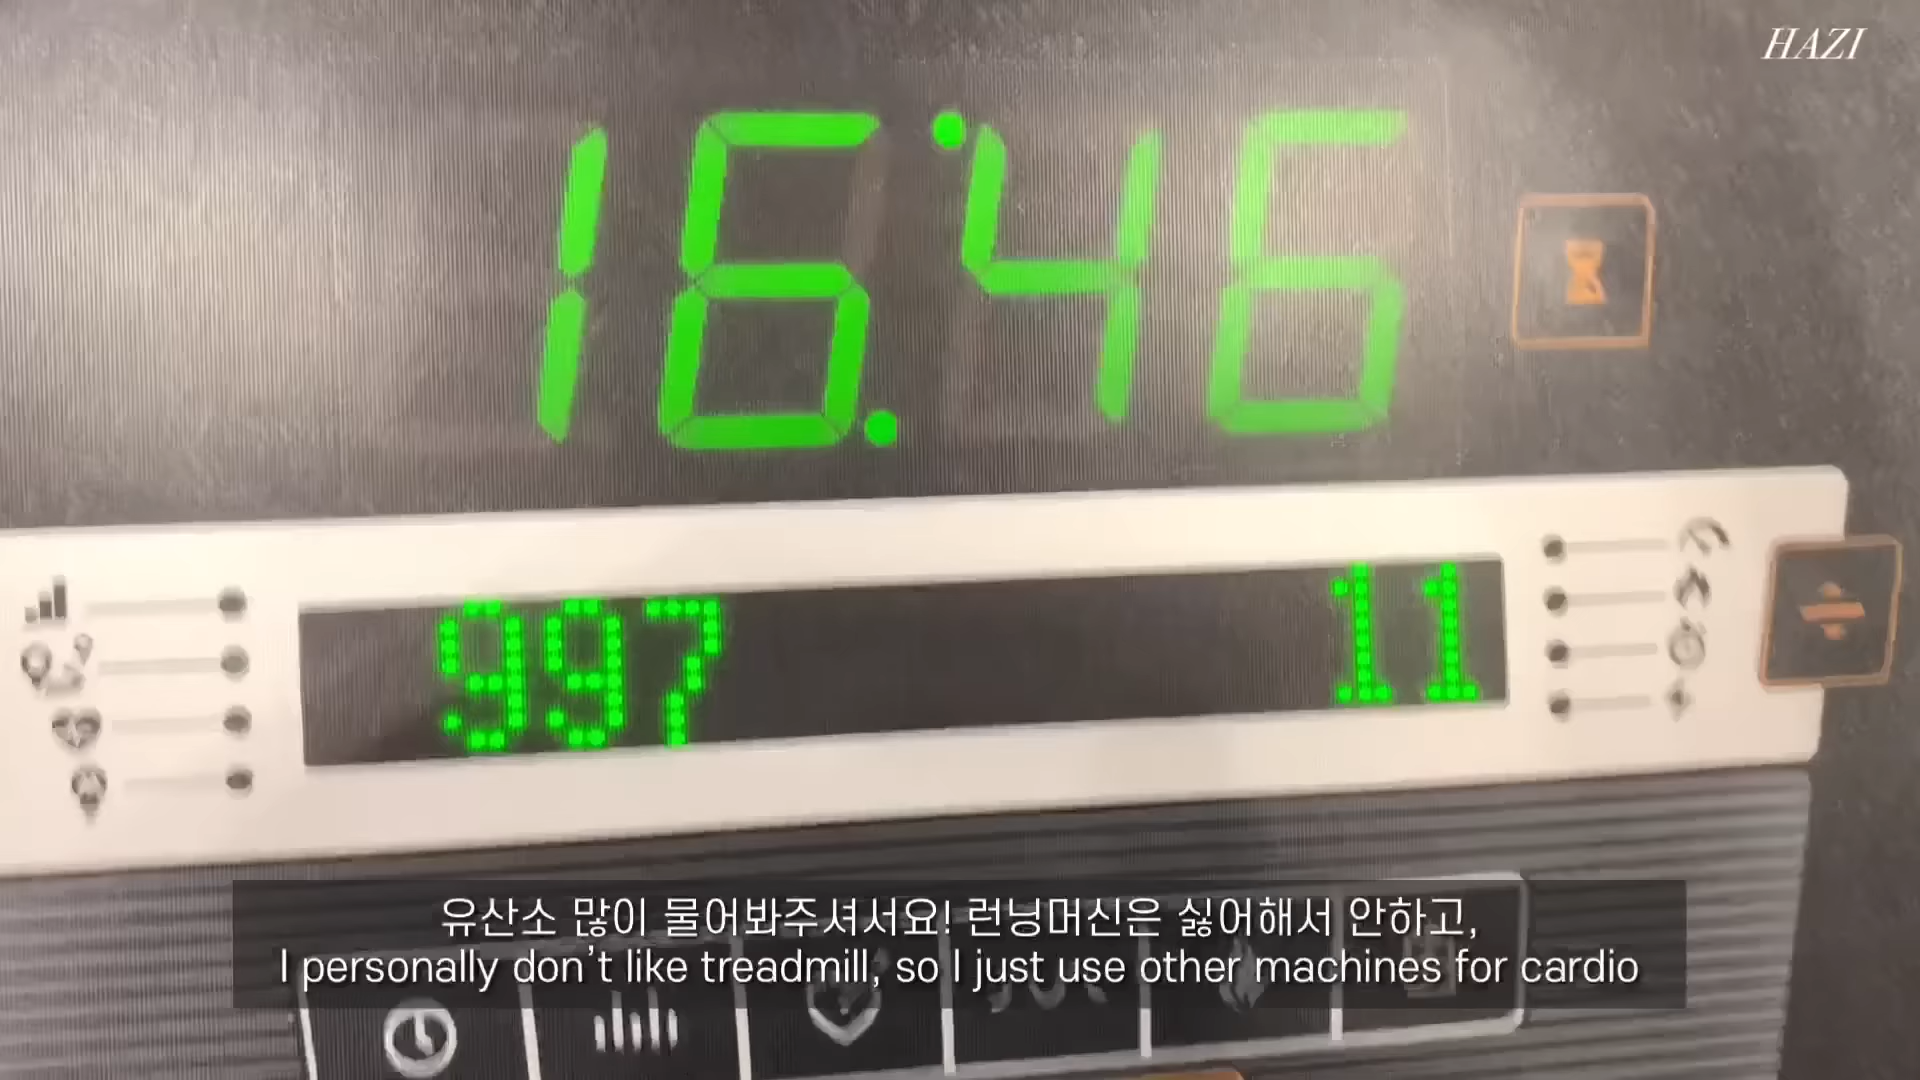 HAZI
16:46
997 11
유산소 많이 물어봐주셔서요! 런닝머신은 싫어해서 안하고,
I personally don't like treadmill, so I just use other machines for cardio